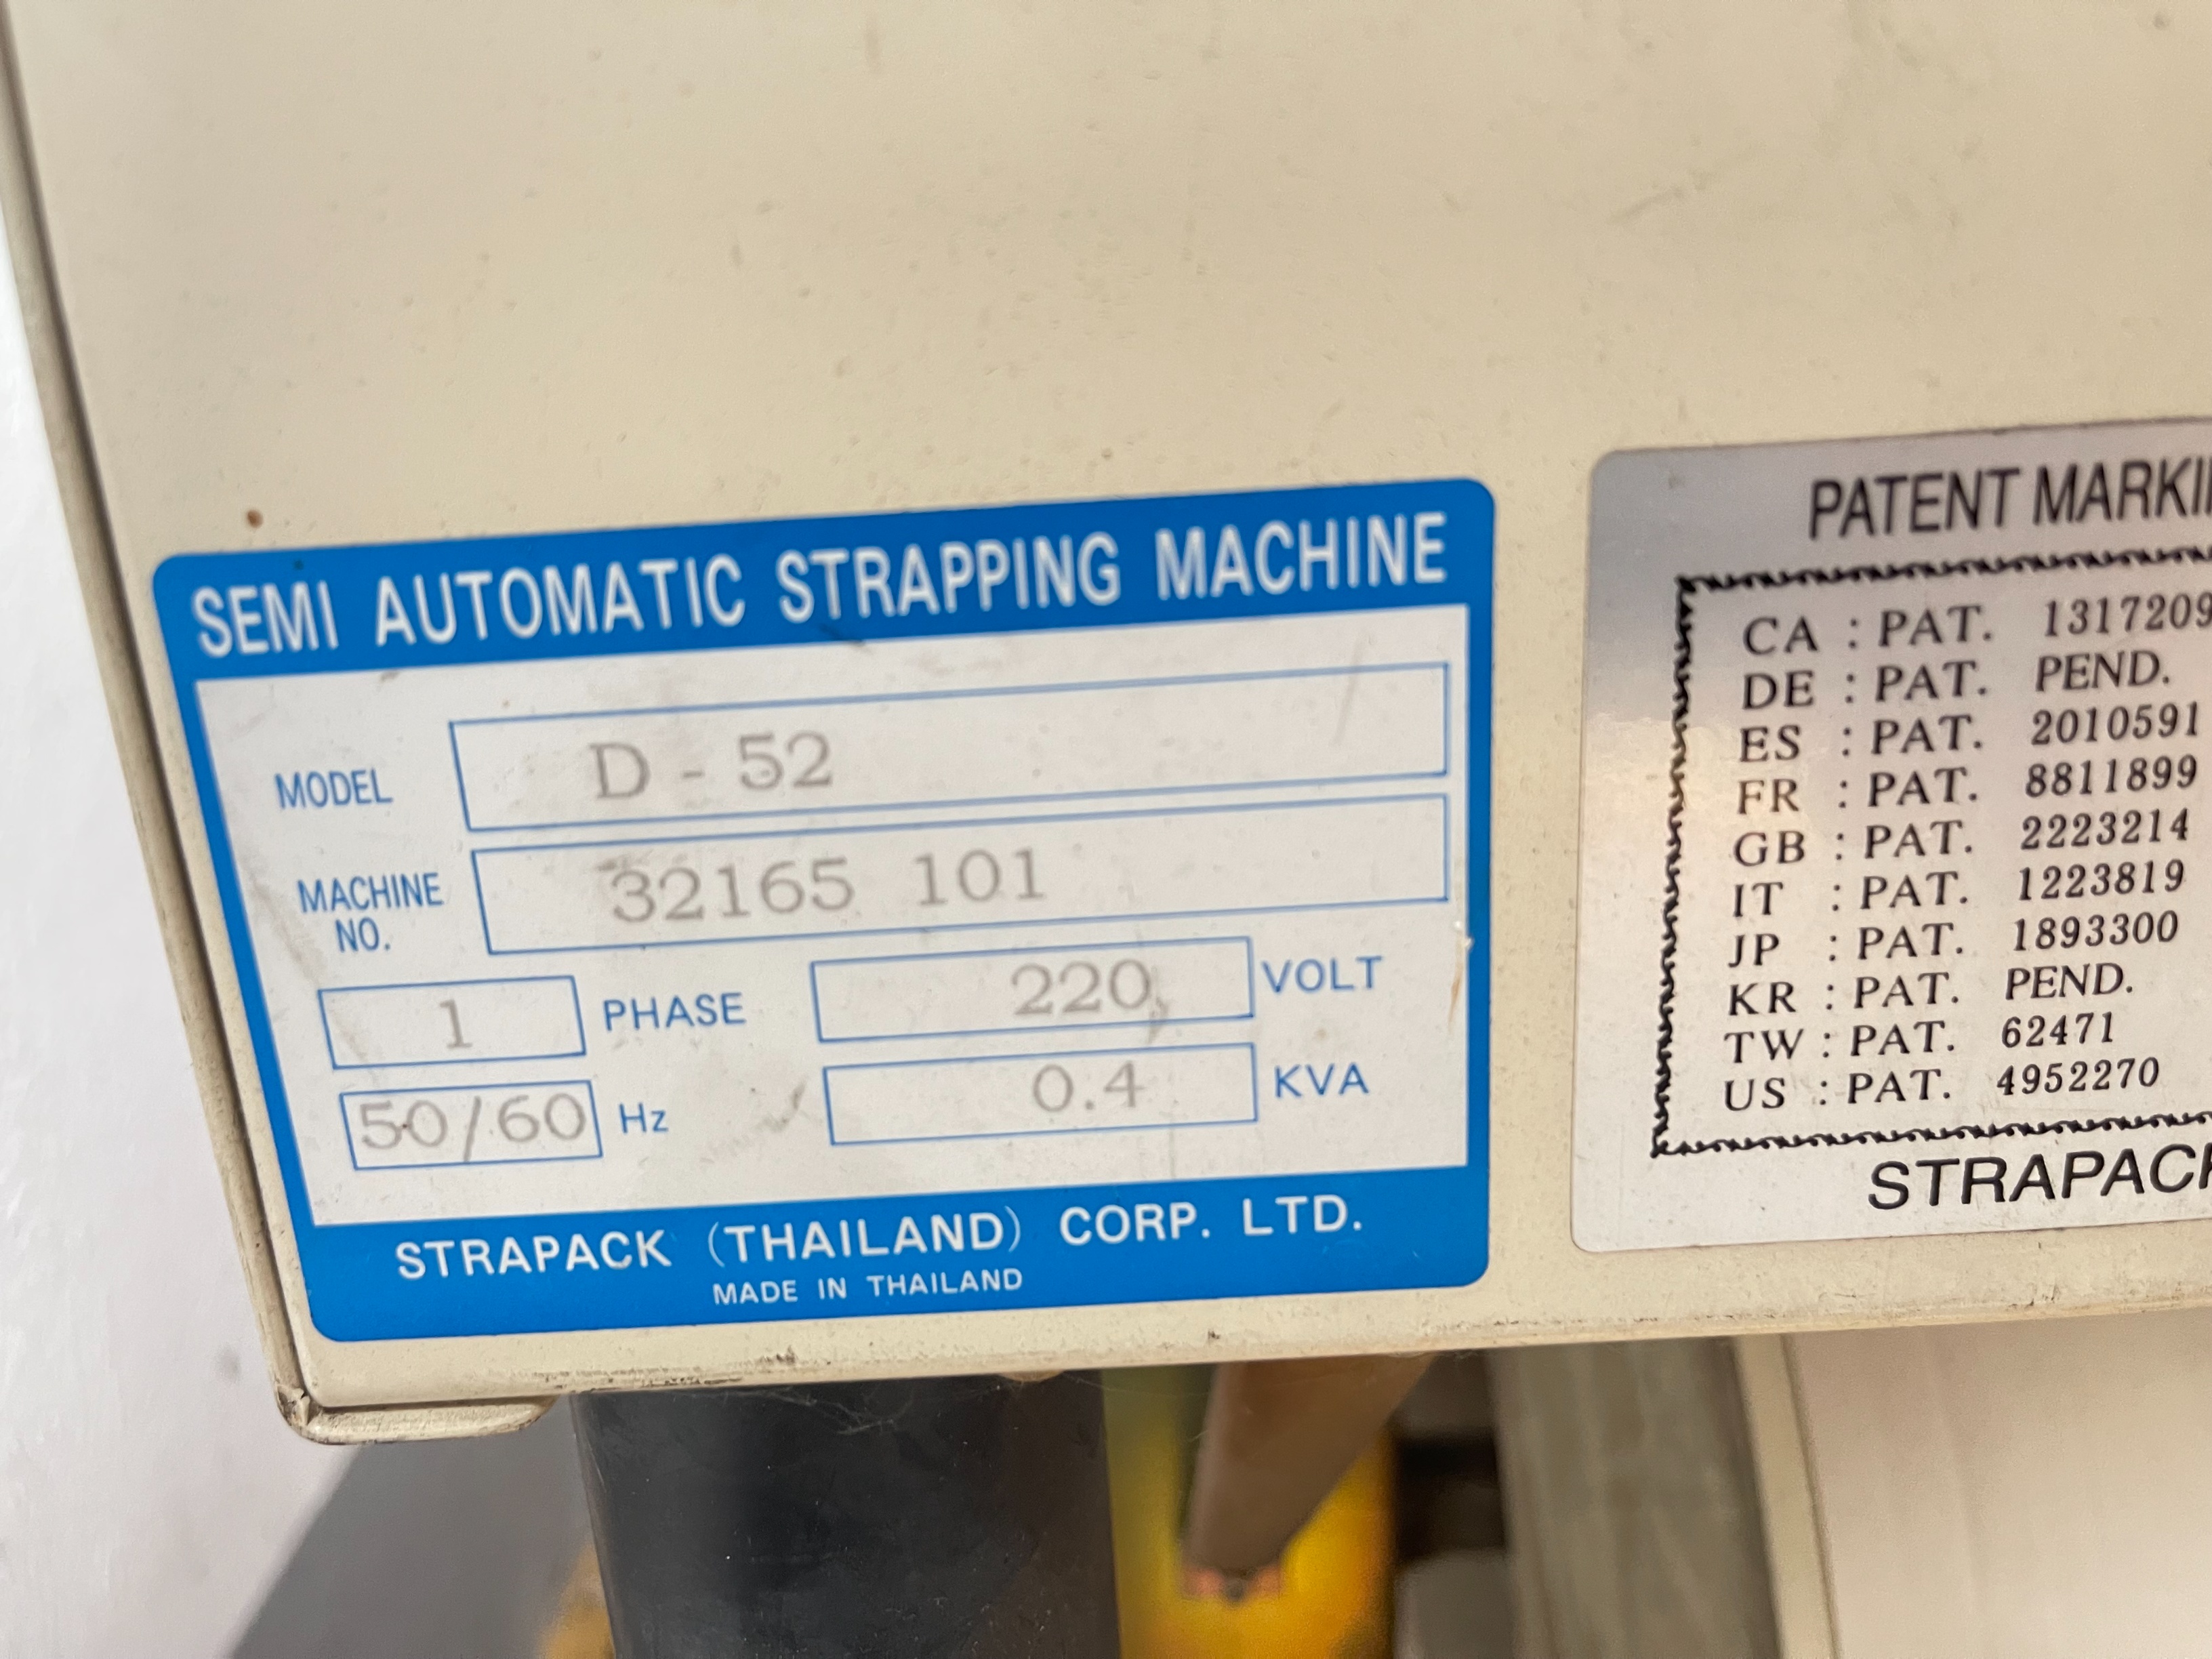 SEMI AUTOMATIC STRAPPING MACHINE
MODEL D - 52
MACHINE NO. 32165 101
1 PHASE 220 VOLT
50/60 Hz 0.4 KVA
STRAPACK (THAILAND) CORP. LTD.
MADE IN THAILAND
PATENT
CA : PAT. 1317209
DE : PAT. PEND.
ES : PAT. 2010591
FR : PAT. 8811899
GB : PAT. 2223214
IT : PAT. 1223819
JP : PAT. 1893300
KR : PAT. PEND.
TW : PAT. 62471
US : PAT. 4952270
STRAPACK